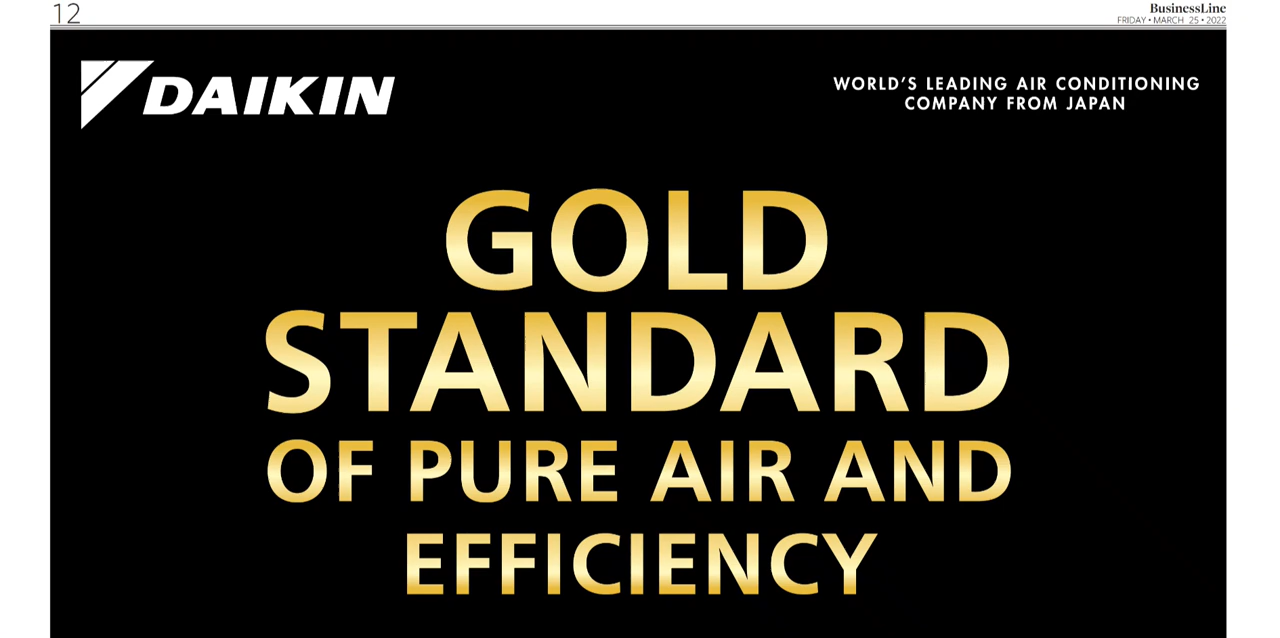 12
BusinessLine
FRIDAY • MARCH 25 • 2022
DAIKIN
WORLD'S LEADING AIR CONDITIONING
COMPANY FROM JAPAN
GOLD
STANDARD
OF PURE AIR AND
EFFICIENCY